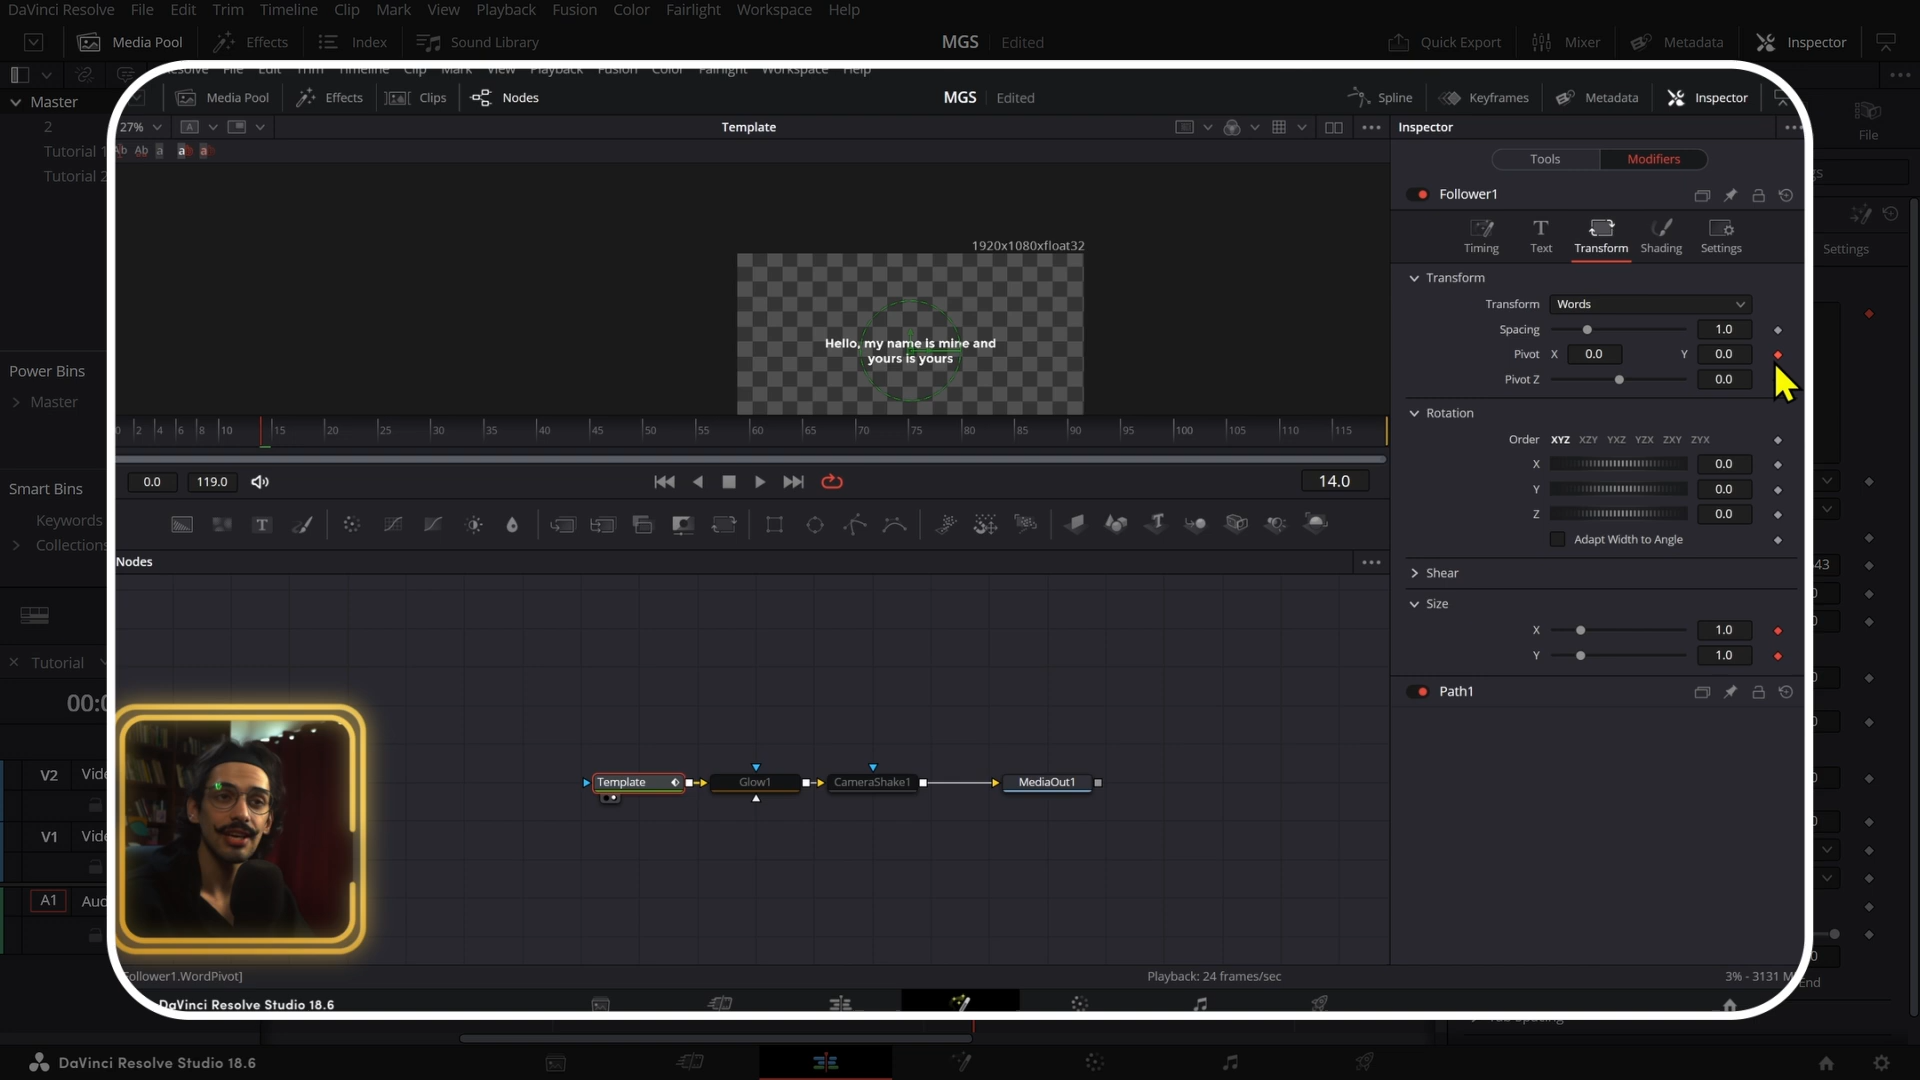 DaVinci Resolve File Edit Trim Timeline Clip Mark View Playback Fusion Color Fairlight Workspace Help
Media Pool Effects Index Sound Library MGS Edited Quick Export Mixer Metadata Inspector
Resolve File Edit Trim Timeline Clip Mark View Playback Fusion Color Fairlight Workspace Help
Media Pool Effects Clips Nodes MGS Edited Spline Keyframes Metadata Inspector
Master
2
Tutorial 1
Tutorial 2
Power Bins
Master
Smart Bins
Keywords
Collections
Tutorial
00:0
V2 Vide
V1 Vide
A1 Aud
27% Template Inspector
1920x1080xfloat32
Hello, my name is mine and
yours is yours
0 2 4 6 8 10 15 20 25 30 35 40 45 50 55 60 65 70 75 80 85 90 95 100 105 110 115
0.0 119.0 14.0
Nodes
Template Glow1 CameraShake1 MediaOut1
Follower1.WordPivot] Playback: 24 frames/sec 3% - 3131 M
DaVinci Resolve Studio 18.6
Tools Modifiers
Follower1
Timing Text Transform Shading Settings
Transform
Transform Words
Spacing 1.0
Pivot X 0.0 Y 0.0
Pivot Z 0.0
Rotation
Order XYZ XZY YXZ YZX ZXY ZYX
X 0.0
Y 0.0
Z 0.0
Adapt Width to Angle
Shear
Size
X 1.0
Y 1.0
Path1
File
Settings
43
End
DaVinci Resolve Studio 18.6